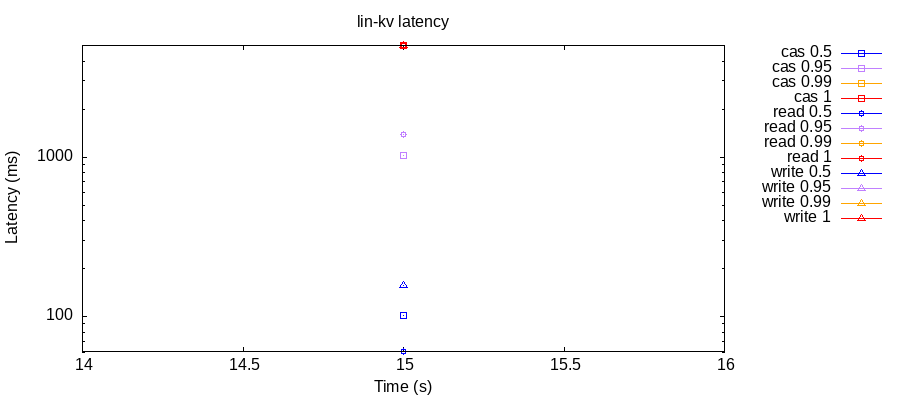 lin-kv latency
cas 0.5
cas 0.95
cas 0.99
cas 1
read 0.5
read 0.95
read 0.99
read 1
write 0.5
write 0.95
write 0.99
write 1
Latency (ms)
1000
100
14
14.5
15
15.5
16
Time (s)